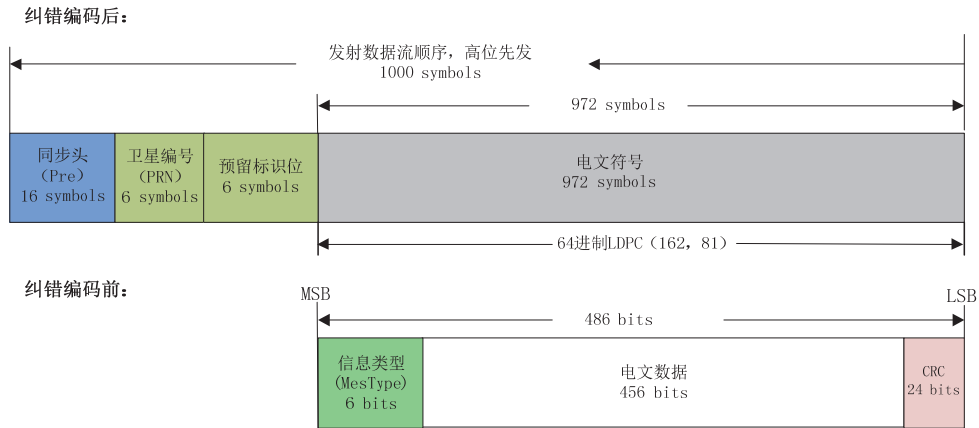 纠错编码后：
发射数据流顺序，高位先发
1000 symbols
972 symbols
同步头
（Pre）
16 symbols
卫星编号
（PRN）
6 symbols
预留标识位
6 symbols
电文符号
972 symbols
64进制LDPC（162，81）
纠错编码前：
MSB
LSB
486 bits
信息类型
(MesType)
6 bits
电文数据
456 bits
CRC
24 bits